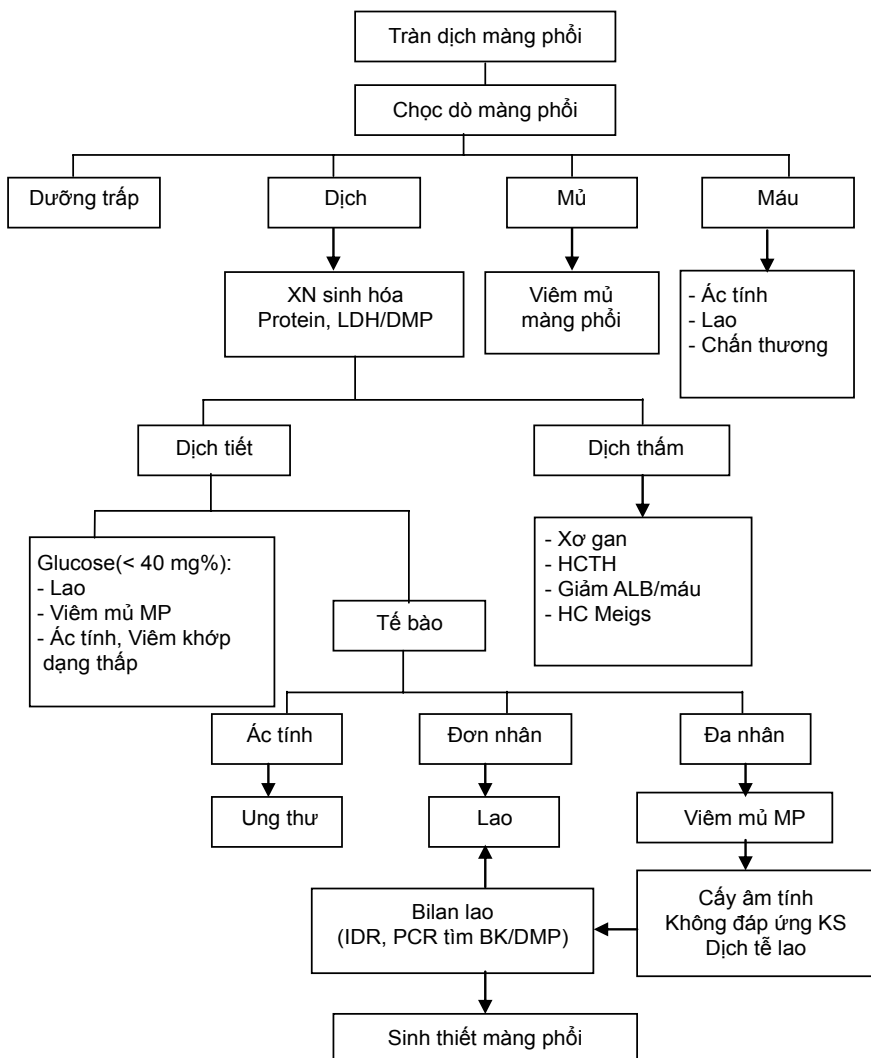 Tràn dịch màng phổi
Chọc dò màng phổi
Dưỡng trấp
Dịch
Mủ
Máu
XN sinh hóa
Protein, LDH/DMP
Viêm mủ
màng phổi
- Ác tính
- Lao
- Chấn thương
Dịch tiết
Dịch thấm
Glucose(< 40 mg%):
- Lao
- Viêm mủ MP
- Ác tính, Viêm khớp
dạng thấp
Tế bào
- Xơ gan
- HCTH
- Giảm ALB/máu
- HC Meigs
Ác tính
Đơn nhân
Đa nhân
Ung thư
Lao
Viêm mủ MP
Bilan lao
(IDR, PCR tìm BK/DMP)
Cấy âm tính
Không đáp ứng KS
Dịch tễ lao
Sinh thiết màng phổi